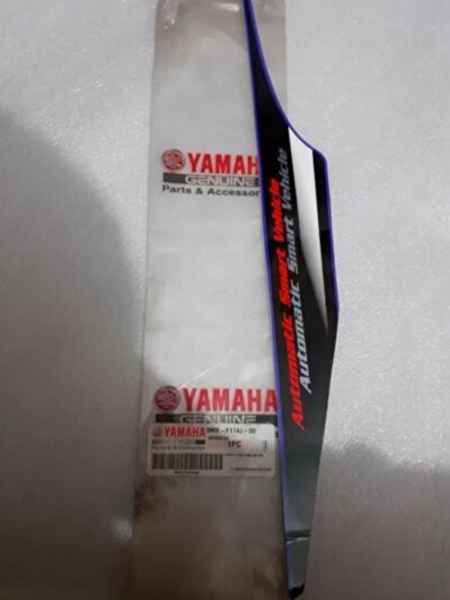 YAMAHA
GENUINE
Parts & Accessor
Automatic Smart Vehicle
Automatic Smart Vehicle
YAMAHA
GENUINE
YAMAHA
1PC